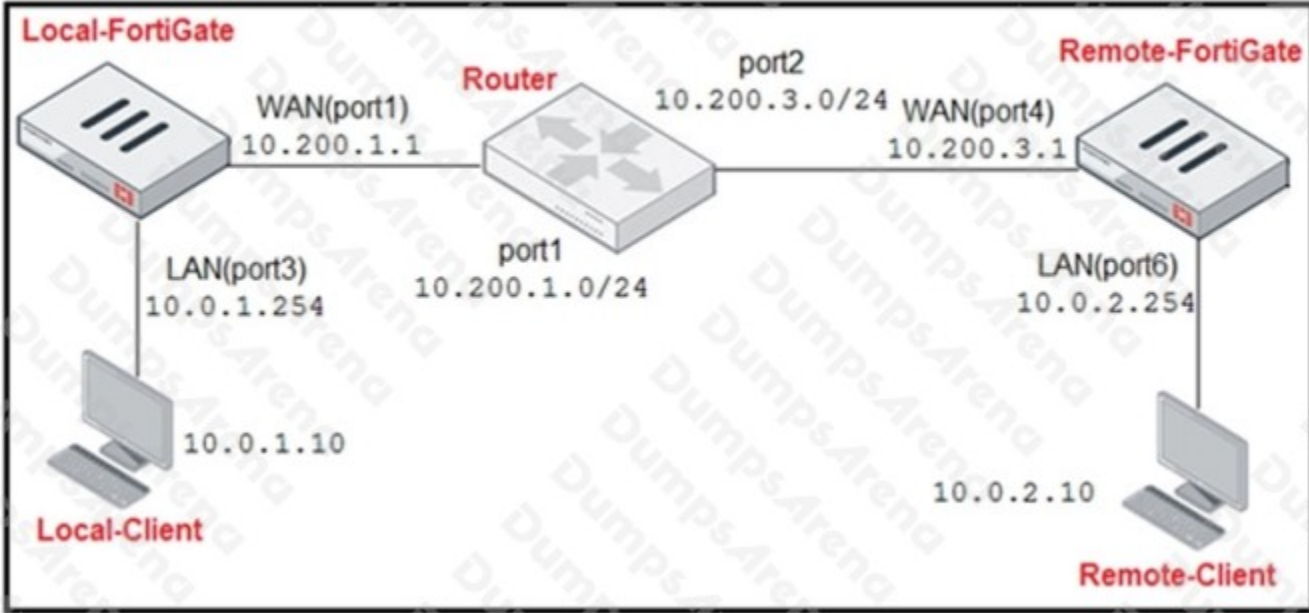 Local-FortiGate
Remote-FortiGate
Router
port2
10.200.3.0/24
WAN(port1)
10.200.1.1
WAN(port4)
10.200.3.1
LAN(port3)
10.0.1.254
port1
10.200.1.0/24
LAN(port6)
10.0.2.254
10.0.1.10
10.0.2.10
Local-Client
Remote-Client
DumpsArena